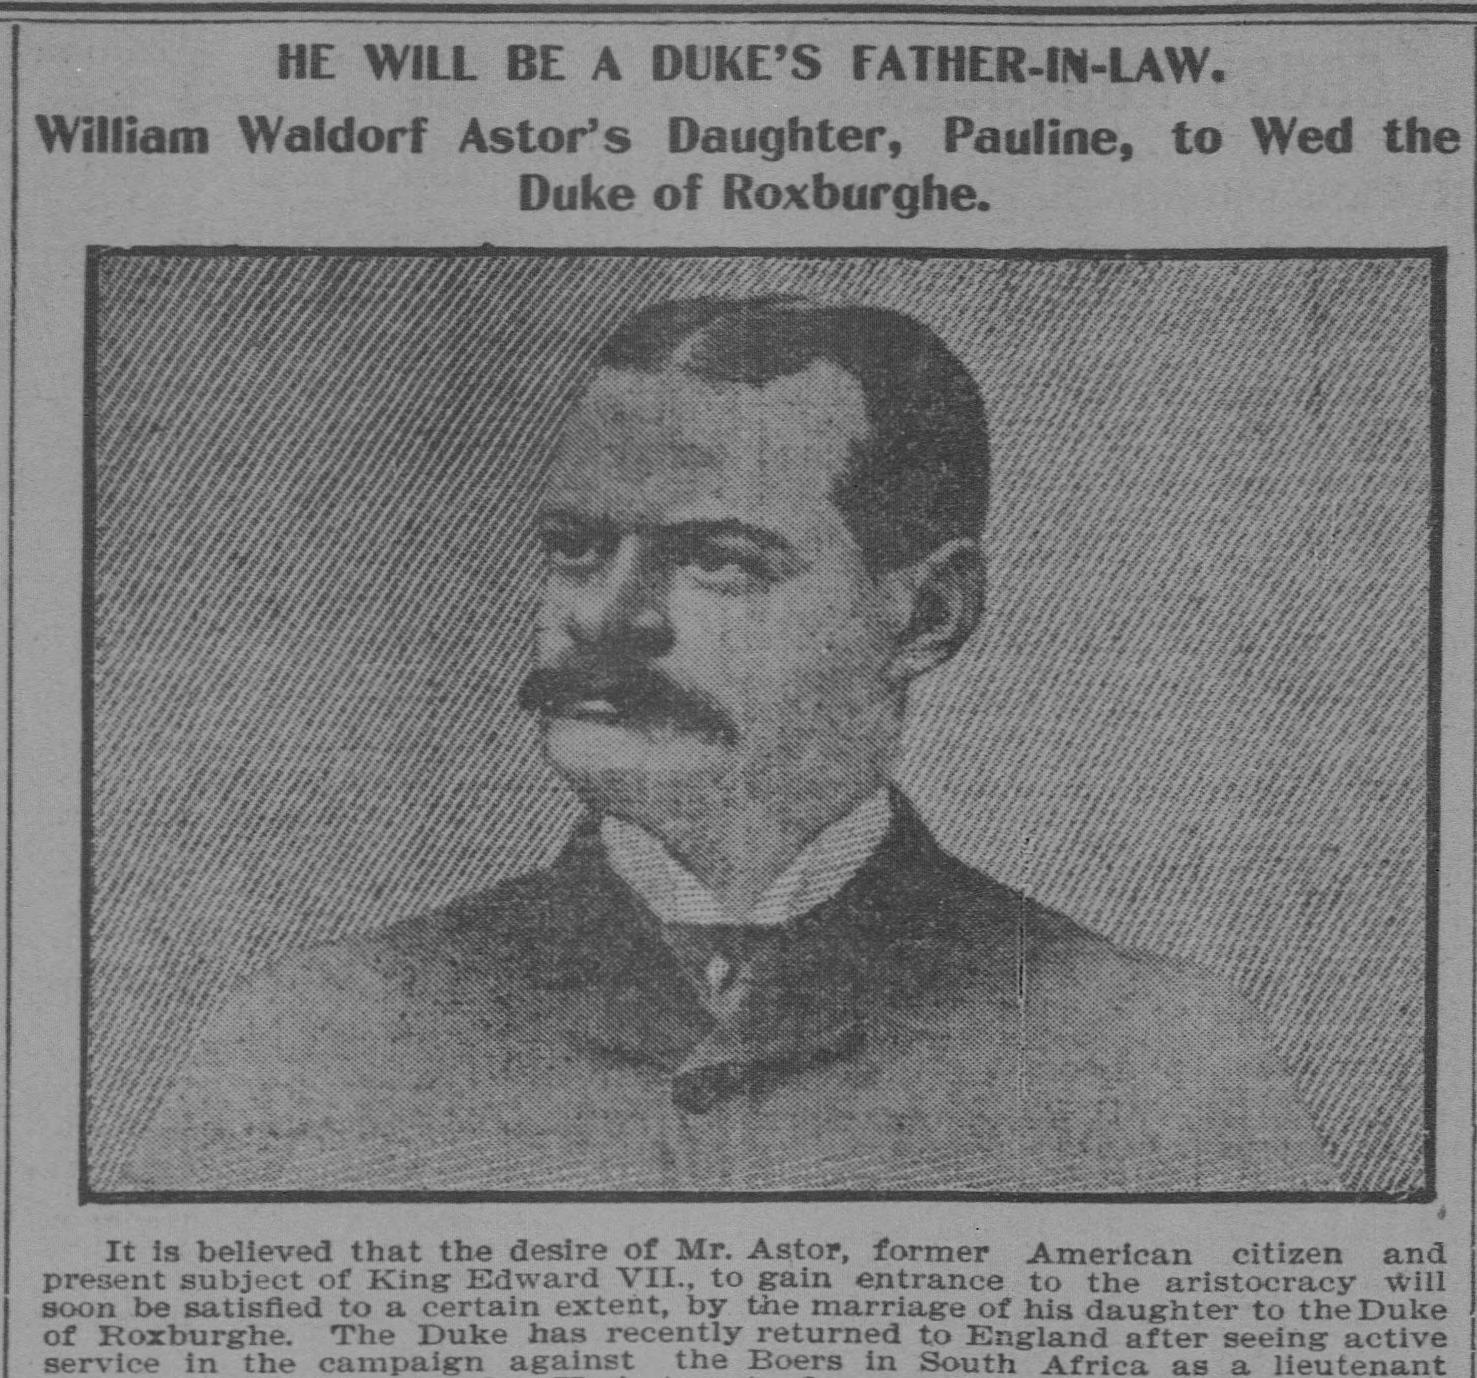 HE WILL BE A DUKE'S FATHER-IN-LAW.
William Waldorf Astor's Daughter, Pauline, to Wed the
Duke of Roxburghe.
It is believed that the desire of Mr. Astor, former American citizen and
present subject of King Edward VII., to gain entrance to the aristocracy will
soon be satisfied to a certain extent, by the marriage of his daughter to the Duke
of Roxburghe. The Duke has recently returned to England after seeing active
service in the campaign against the Boers in South Africa as a lieutenant